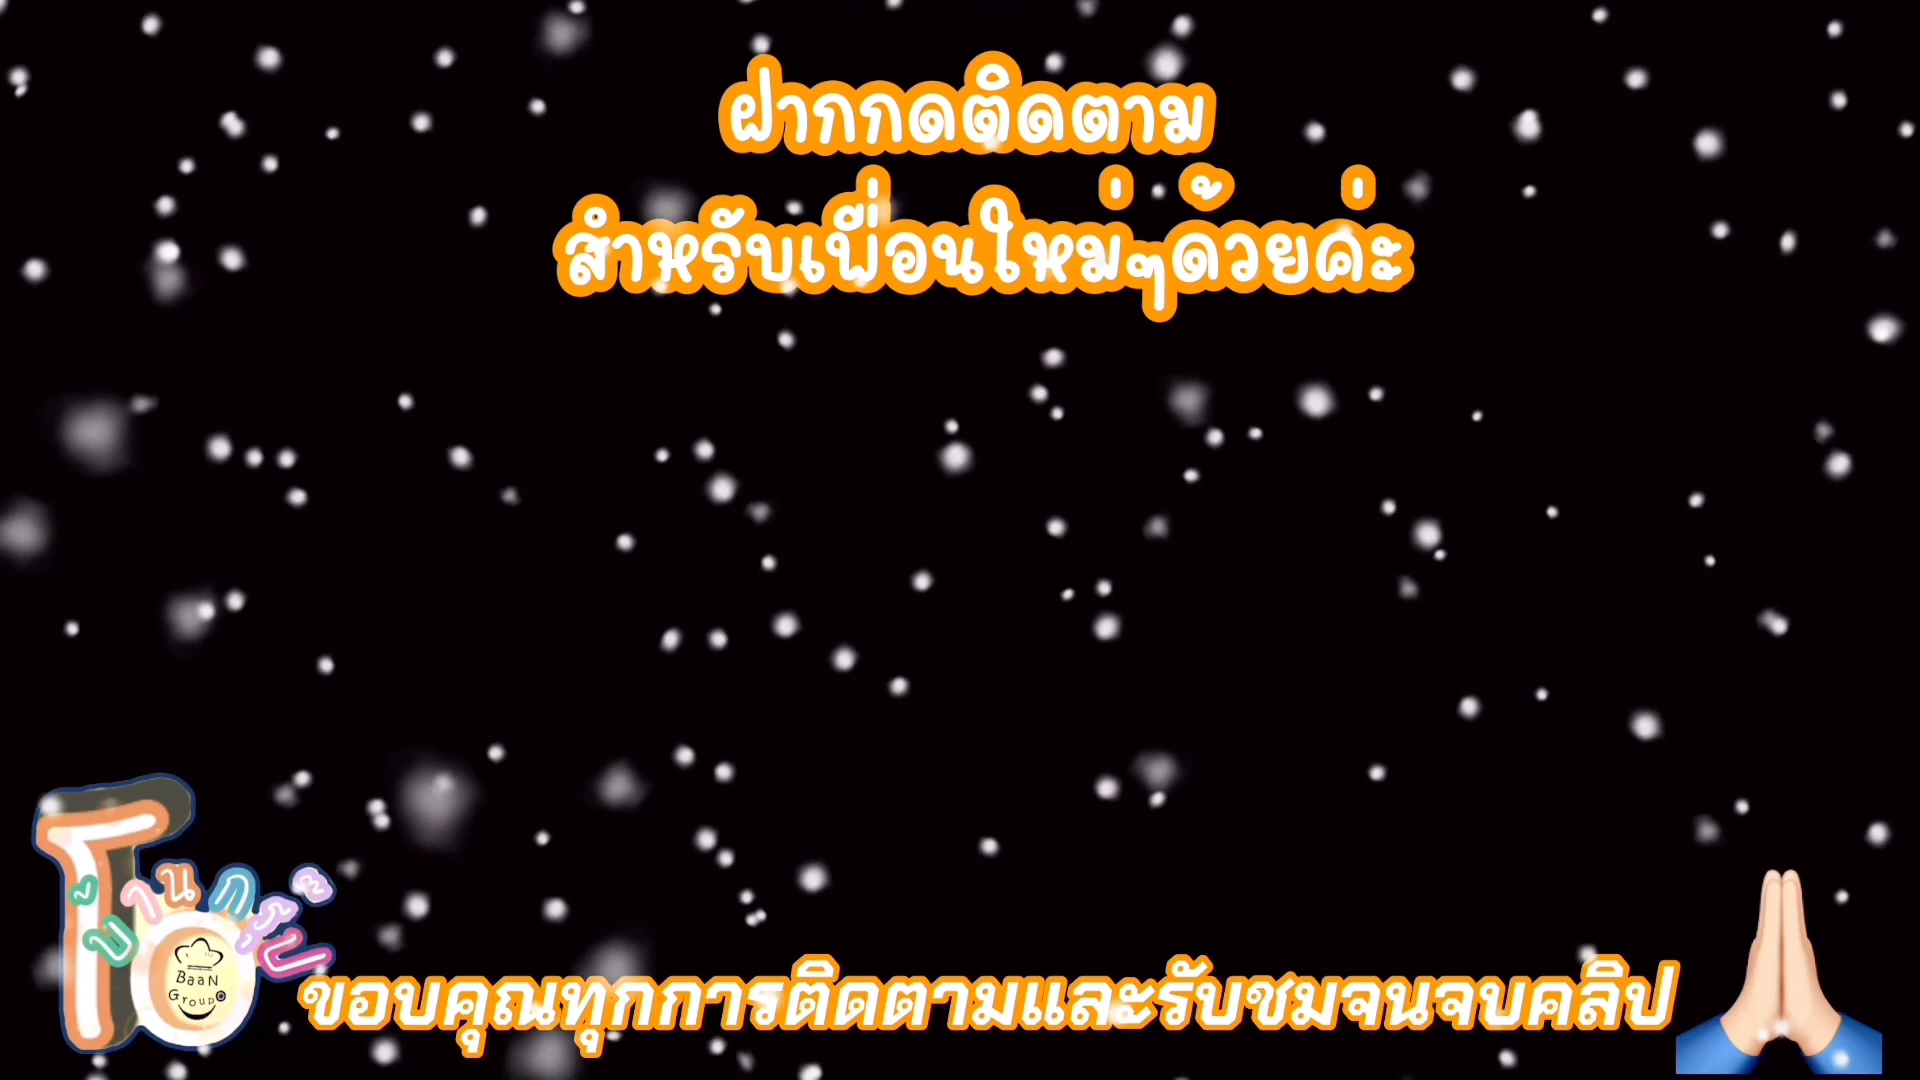 ฝากกดติดตาม
สำหรับเพื่อนใหม่ๆด้วยค่ะ
บ้านกรุ๊ป
BaaN
Group
ขอบคุณทุกการติดตามและรับชมจนจบคลิป